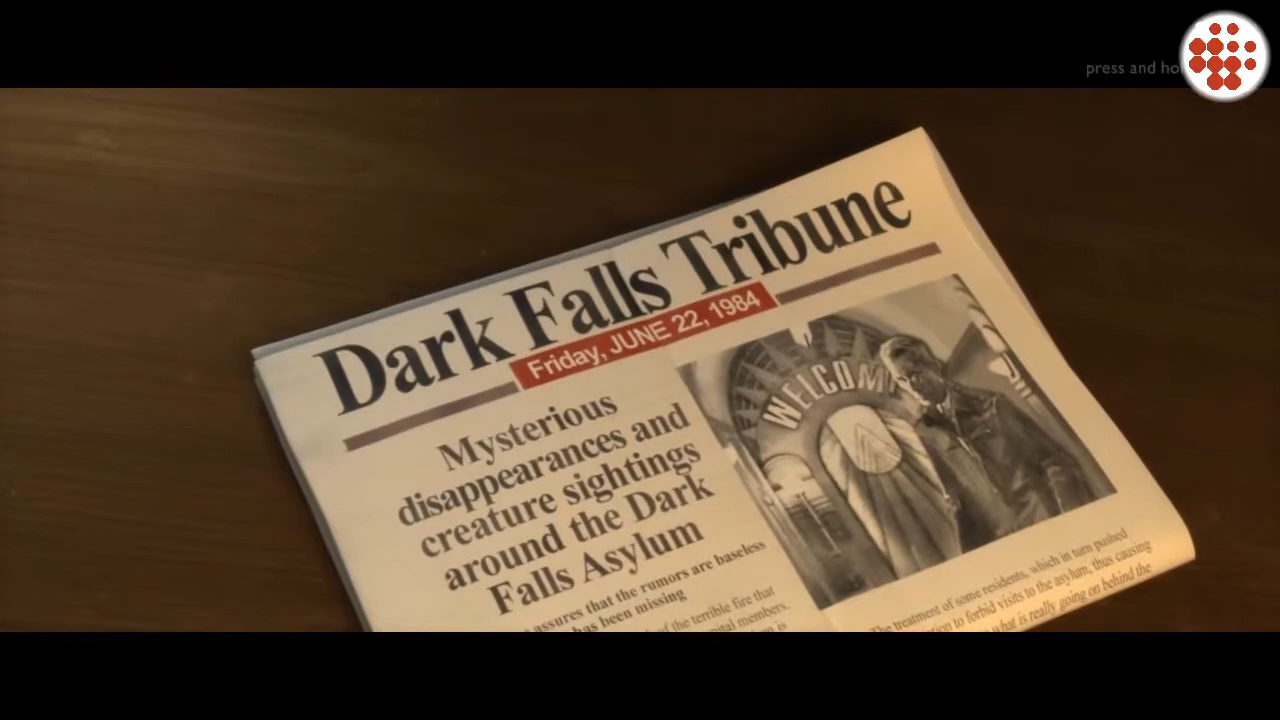 press and ho
Dark Falls Tribune
Friday, JUNE 22, 1984
Mysterious
disappearances and
creature sightings
around the Dark
Falls Asylum
assures that the rumors are baseless
has been missing
of the terrible fire that
members,
is
WELCOM
The treatment of some residents, which in turn pushed
to forbid visits to the asylum, thus causing
what is really going on behind the